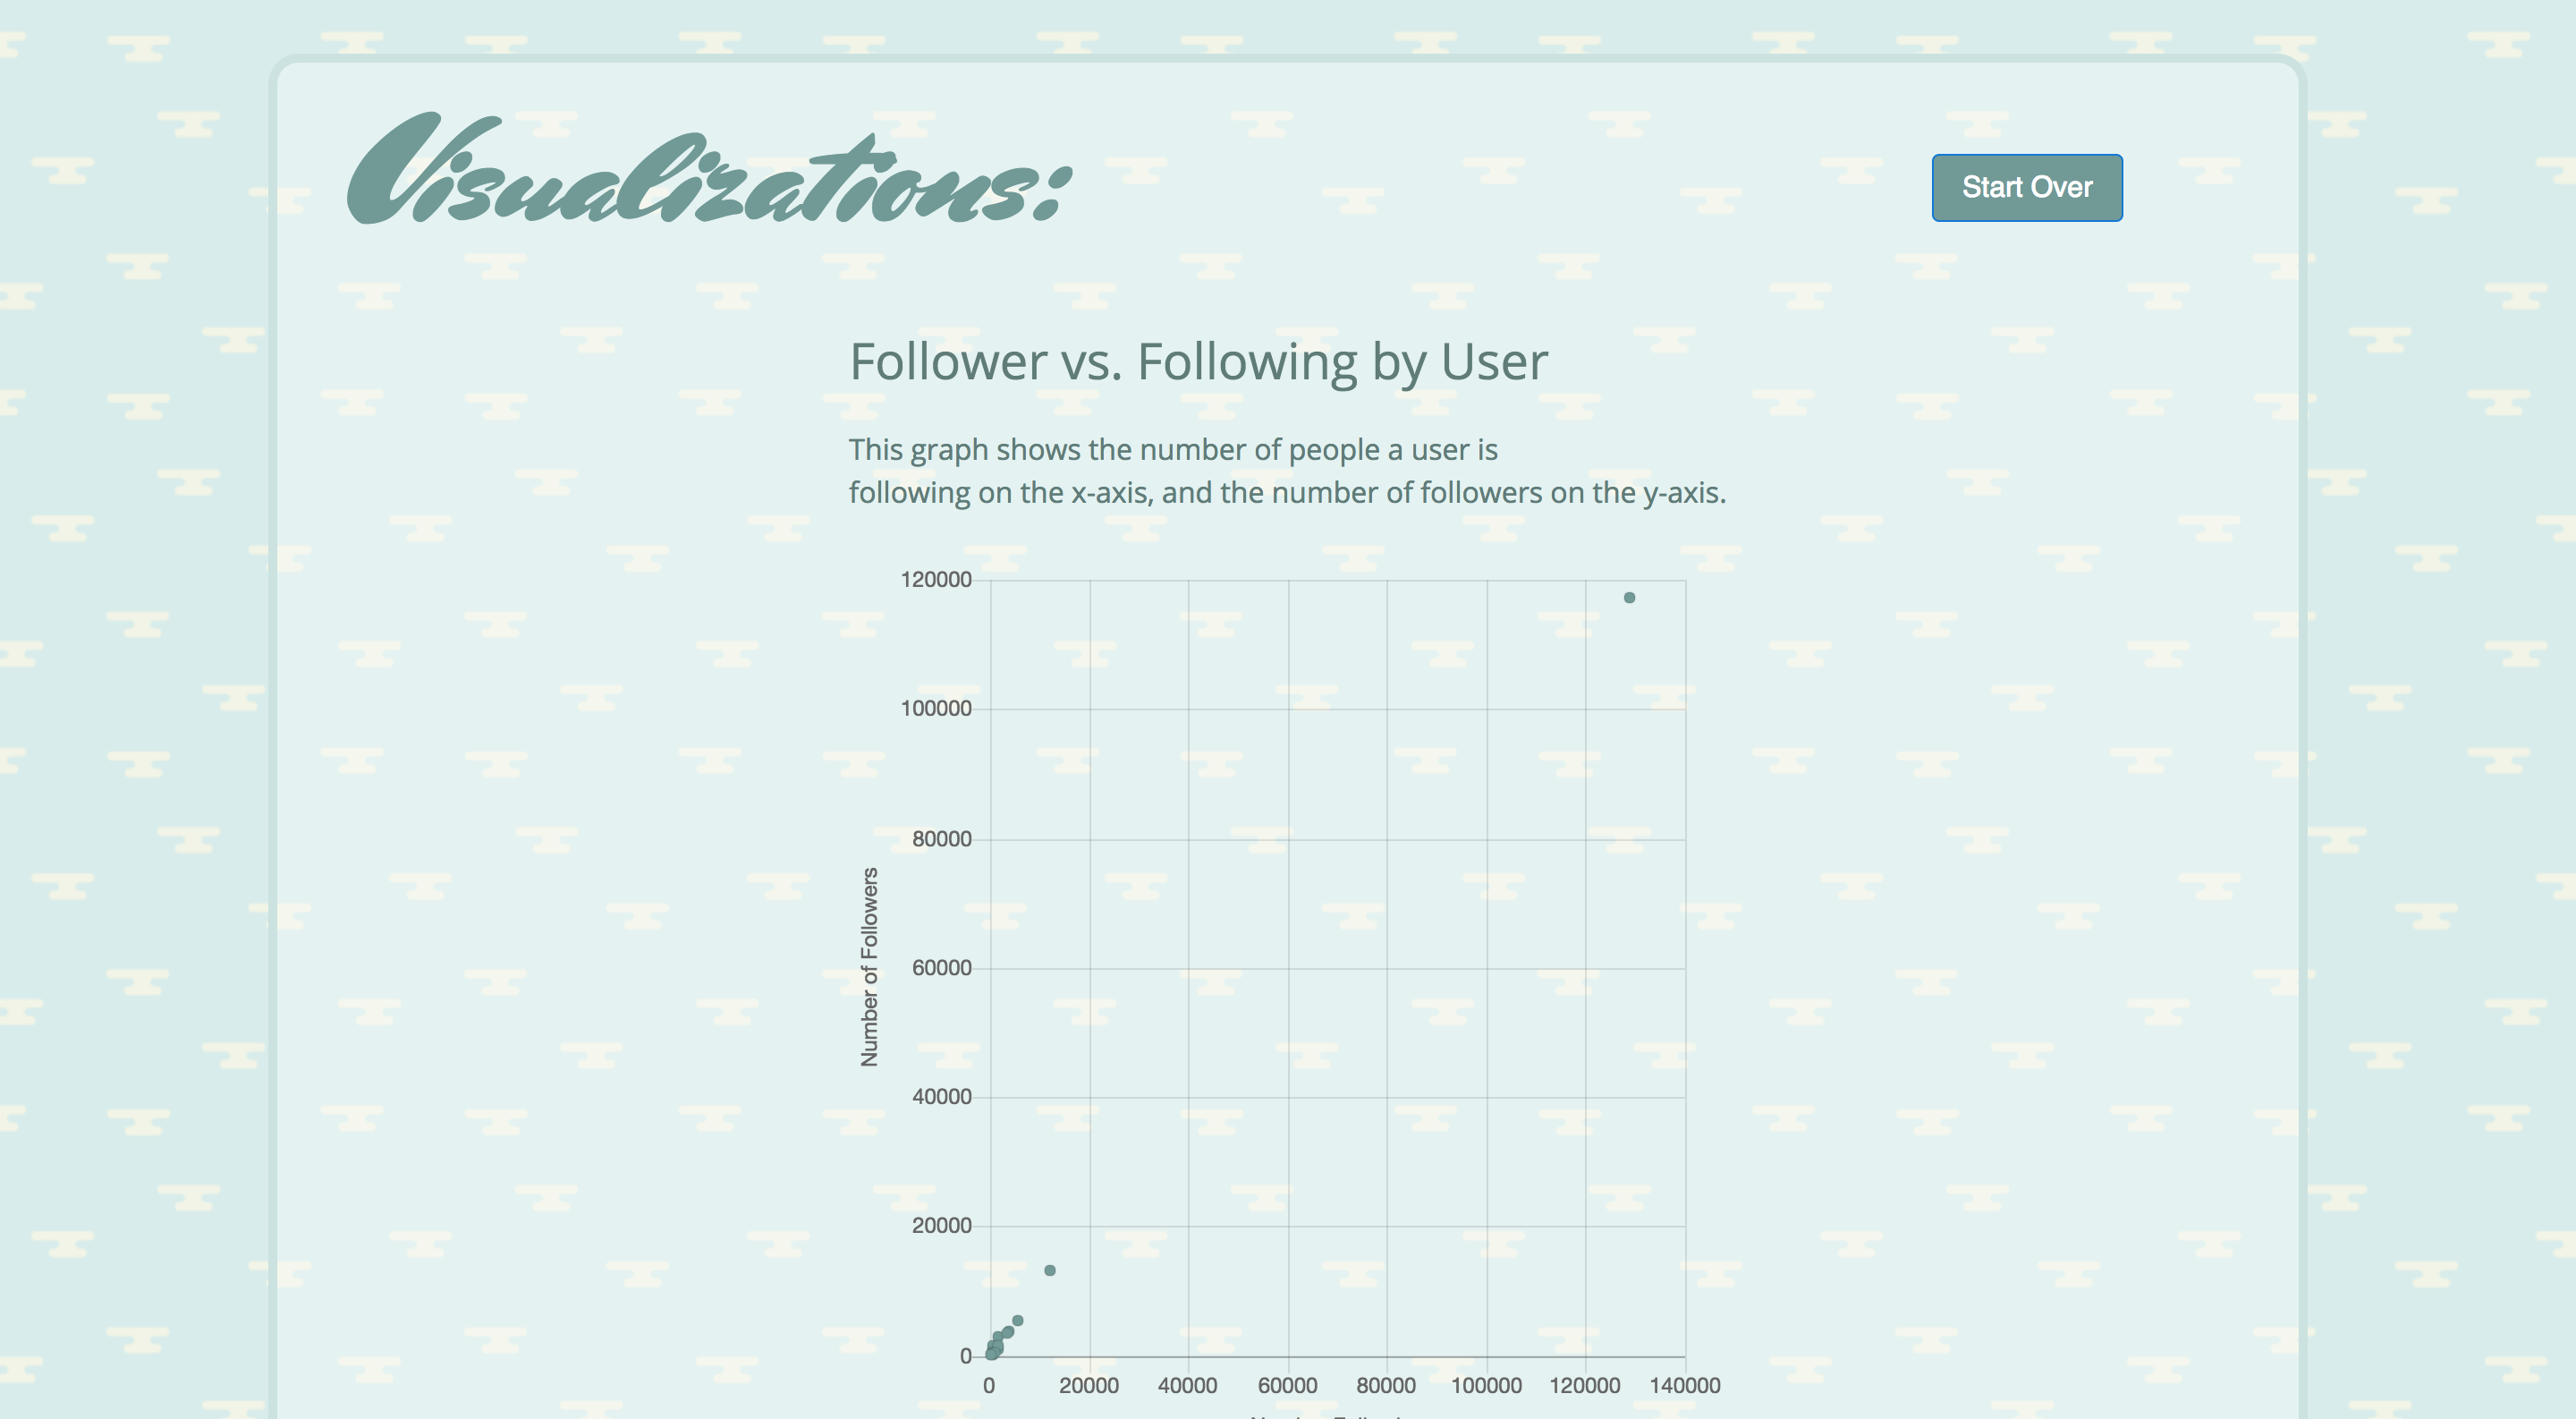 Visualizations:
Start Over
Follower vs. Following by User
This graph shows the number of people a user is
following on the x-axis, and the number of followers on the y-axis.
120000
100000
80000
60000
40000
20000
0
Number of Followers
0 20000 40000 60000 80000 100000 120000 140000